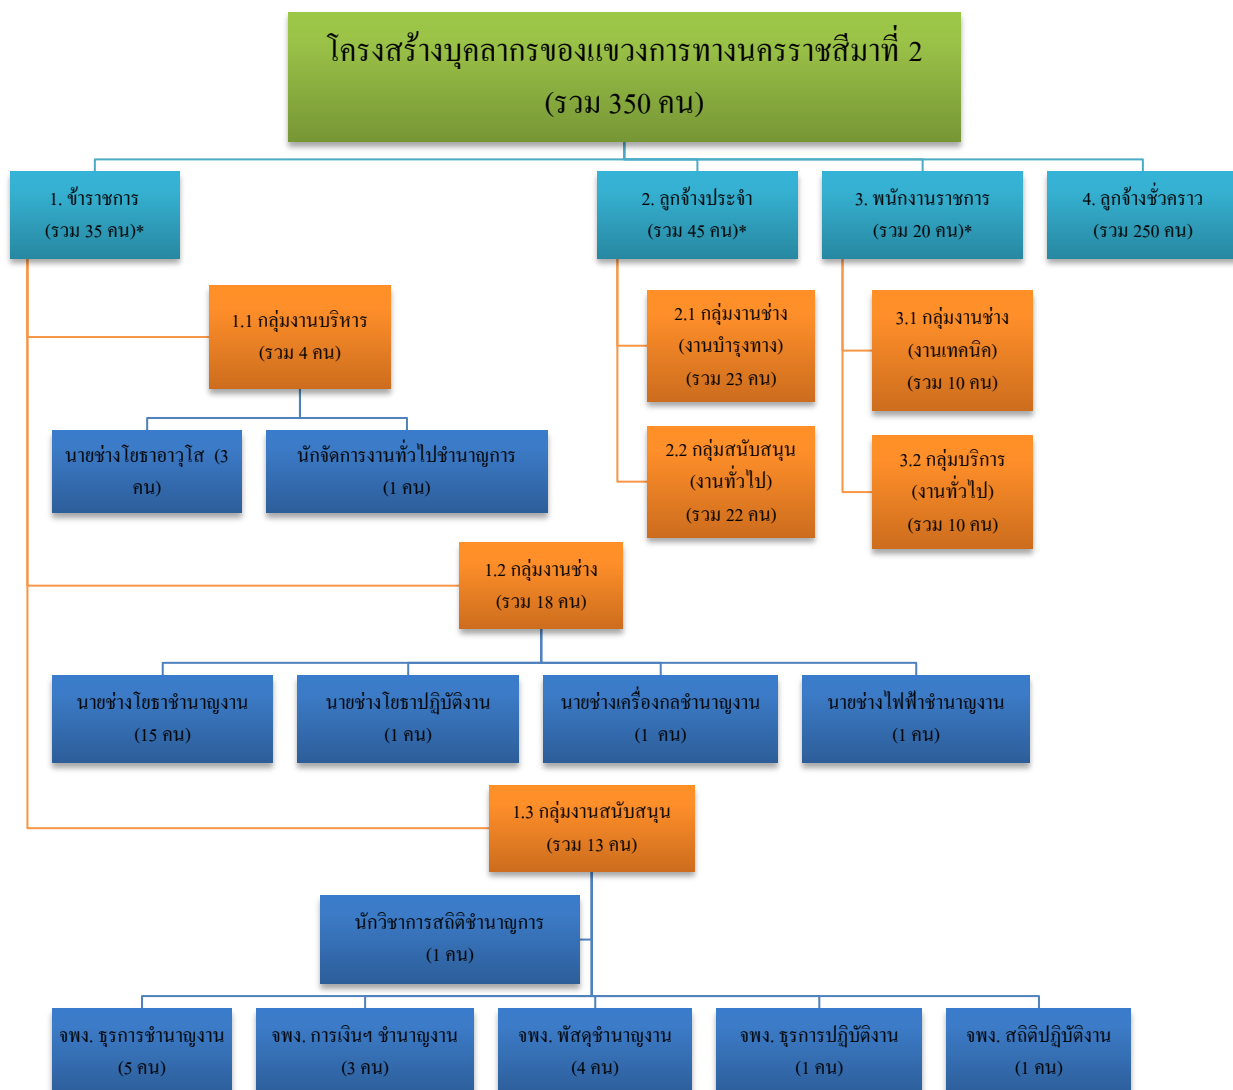 โครงสร้างบุคลากรของแขวงการทางนครราชสีมาที่ 2
(รวม 350 คน)
1. ข้าราชการ
(รวม 35 คน)*
2. ลูกจ้างประจำ
(รวม 45 คน)*
3. พนักงานราชการ
(รวม 20 คน)*
4. ลูกจ้างชั่วคราว
(รวม 250 คน)
1.1 กลุ่มงานบริหาร
(รวม 4 คน)
2.1 กลุ่มงานช่าง
(งานบำรุงทาง)
(รวม 23 คน)
3.1 กลุ่มงานช่าง
(งานเทคนิค)
(รวม 10 คน)
นายช่างโยธาอาวุโส (3
คน)
นักจัดการงานทั่วไปชำนาญการ
(1 คน)
2.2 กลุ่มสนับสนุน
(งานทั่วไป)
(รวม 22 คน)
3.2 กลุ่มบริการ
(งานทั่วไป)
(รวม 10 คน)
1.2 กลุ่มงานช่าง
(รวม 18 คน)
นายช่างโยธาชำนาญงาน
(15 คน)
นายช่างโยธาปฏิบัติงาน
(1 คน)
นายช่างเครื่องกลชำนาญงาน
(1 คน)
นายช่างไฟฟ้าชำนาญงาน
(1 คน)
1.3 กลุ่มงานสนับสนุน
(รวม 13 คน)
นักวิชาการสถิติชำนาญการ
(1 คน)
จพง. ธุรการชำนาญงาน
(5 คน)
จพง. การเงินฯ ชำนาญงาน
(3 คน)
จพง. พัสดุชำนาญงาน
(4 คน)
จพง. ธุรการปฏิบัติงาน
(1 คน)
จพง. สถิติปฏิบัติงาน
(1 คน)